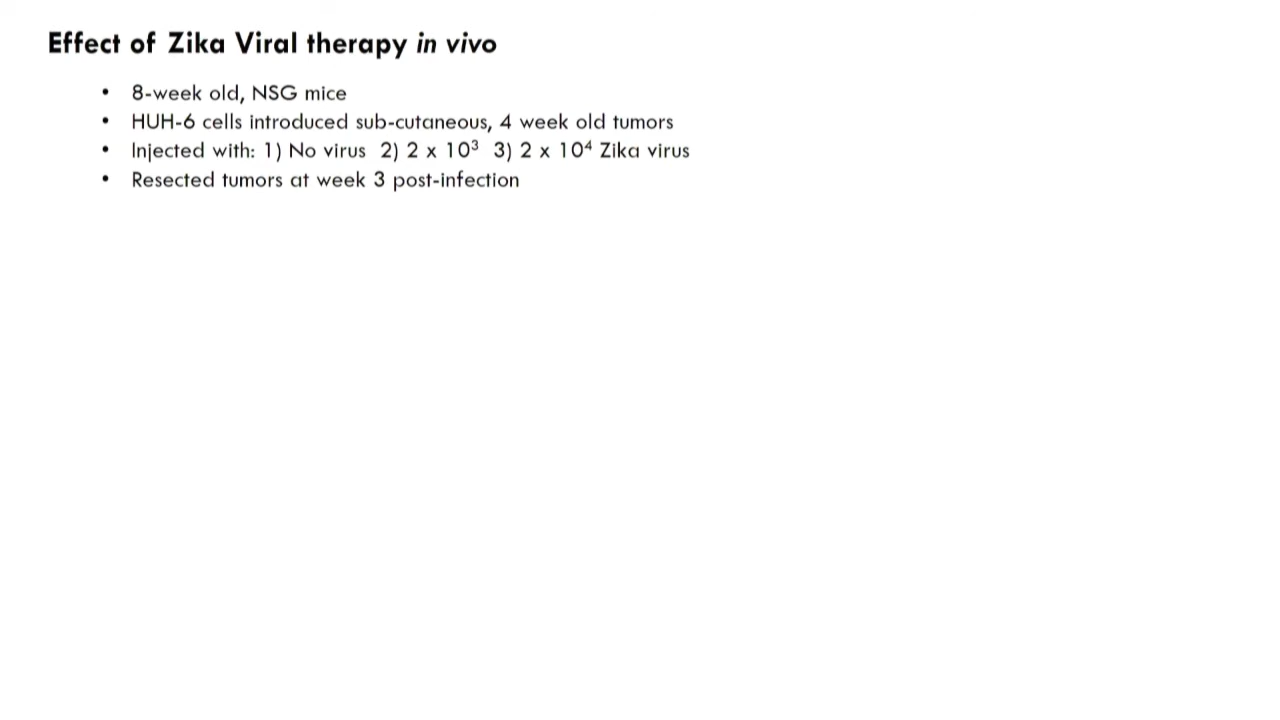 Effect of Zika Viral therapy in vivo
• 8-week old, NSG mice
• HUH-6 cells introduced sub-cutaneous, 4 week old tumors
• Injected with: 1) No virus 2) 2 x 10³ 3) 2 x 10⁴ Zika virus
• Resected tumors at week 3 post-infection